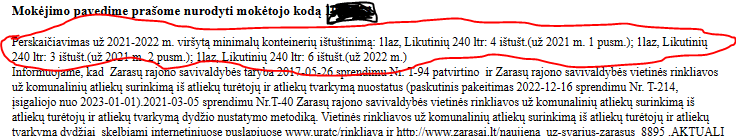 Mokėjimo pavedime prašome nurodyti mokėtojo kodą
Perskaičiavimas už 2021-2022 m. viršytą minimalų konteinerių ištuštinimą: 1laz, Likutinių 240 ltr: 4 ištušt.(už 2021 m. 1 pusm.); 1laz, Likutinių
240 ltr: 3 ištušt.(už 2021 m. 2 pusm.); 1laz, Likutinių 240 ltr: 6 ištušt.(už 2022 m.)
Informuojame, kad Zarasų rajono savivaldybės taryba 2017-05-26 sprendimu Nr. T-94 patvirtino ir Zarasų rajono savivaldybės vietinės rinkliavos
už komunalinių atliekų surinkimą iš atliekų turėtojų ir atliekų tvarkymą nuostatus (paskutinis pakeitimas 2022-12-16 sprendimu Nr. T-214,
įsigaliojo nuo 2023-01-01).2021-03-05 sprendimu Nr.T-40 Zarasų rajono savivaldybės vietinės rinkliavos už komunalinių atliekų surinkimą iš
atliekų turėtojų ir atliekų tvarkymą dydžio nustatymo metodiką. Vietinės rinkliavos už komunalinių atliekų surinkimą iš atliekų turėtojų ir atliekų
tvarkymą dydžiai skelbiami internetiniuose puslapiuose www.uratc/rinkliava ir http://www.zarasai.lt/naujiena_uz-svarius-zarasus_8895 .AKTUALI